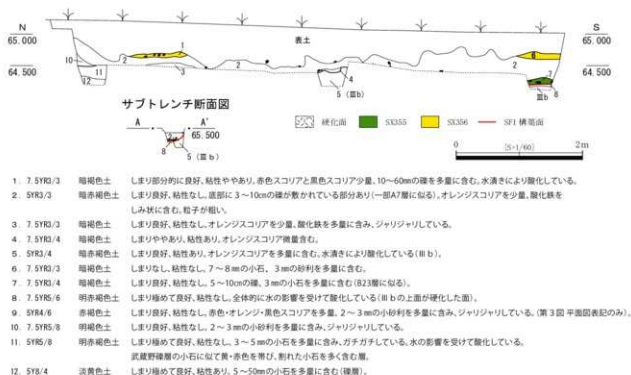 N
S
65.000
64.500
表土
65.000
64.500
1
2
3
10
11
12
2
2
4
5 (Ⅲb)
6
7
8
Ⅲb
サブトレンチ断面図
A
A'
65.500
2
8
5 (Ⅲb)
硬化面
SX355
SX356
SF1 構築面
0
(S=1/60)
2m
1. 7.5YR3/3 暗褐色土 しまり部分的に良好、粘性ややあり。赤色スコリアと黒色スコリア少量、10~60mmの礫を多量に含む。水漬きにより酸化している。
2. 5YR3/3 暗赤褐色土 しまり良好、粘性なし。底部に3~10cmの礫が敷かれている部分あり(一部A7層に似る)。オレンジスコリアを少量、酸化鉄を
しみ状に含む。粒子が粗い。
3. 7.5YR3/3 暗褐色土 しまり良好、粘性なし。オレンジスコリアを少量、酸化鉄を多量に含み、ジャリジャリしている。
4. 7.5YR3/4 暗褐色土 しまりややあり、粘性あり。オレンジスコリア微量含む。
5. 5YR3/4 暗赤褐色土 しまり良好、粘性あり。オレンジスコリアを多量に含む。水漬きにより酸化している(Ⅲb)。
6. 7.5YR3/3 暗褐色土 しまりなし、粘性なし。7~8mmの小石、3mmの砂利を多量に含む。
7. 7.5YR3/4 暗褐色土 しまり良好、粘性なし。5~10cmの礫、3mmの小石を多量に含む(B23層に似る)。
8. 7.5YR5/6 明赤褐色土 しまり極めて良好、粘性なし。全体的に水の影響を受けて酸化している(Ⅲbの上面が硬化した面)。
9. 5YR4/6 赤褐色土 しまり良好、粘性なし。赤色・オレンジ・黒色スコリアを多量、2~3mmの小砂利を多量に含み、ジャリジャリしている。(第3図 平面図表記のみ)。
10. 7.5YR5/8 明褐色土 しまり良好、粘性なし。2~3mmの小砂利を多量に含み、ジャリジャリしている。
11. 5YR5/8 明赤褐色土 しまり極めて良好、粘性なし。3~5mmの小石を多量に含み、ガチガチしている。水の影響を受けて酸化している。
武蔵野礫層の小石に似て黄・赤色を帯び、割れた小石を多く含む層。
12. 5Y8/4 淡黄色土 しまり極めて良好、粘性あり。5~50mmの小石を多量に含む(礫層)。